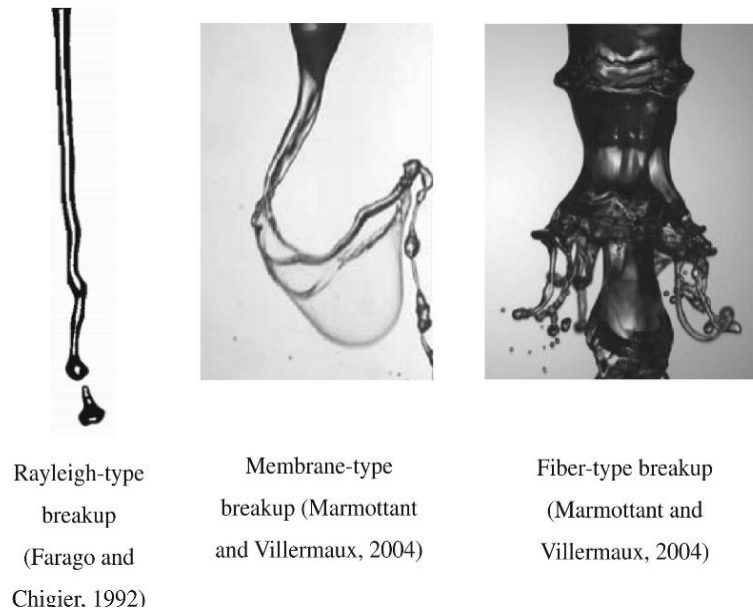 Rayleigh-type
breakup
(Farago and
Chigier, 1992)
Membrane-type
breakup (Marmottant
and Villermaux, 2004)
Fiber-type breakup
(Marmottant and
Villermaux, 2004)